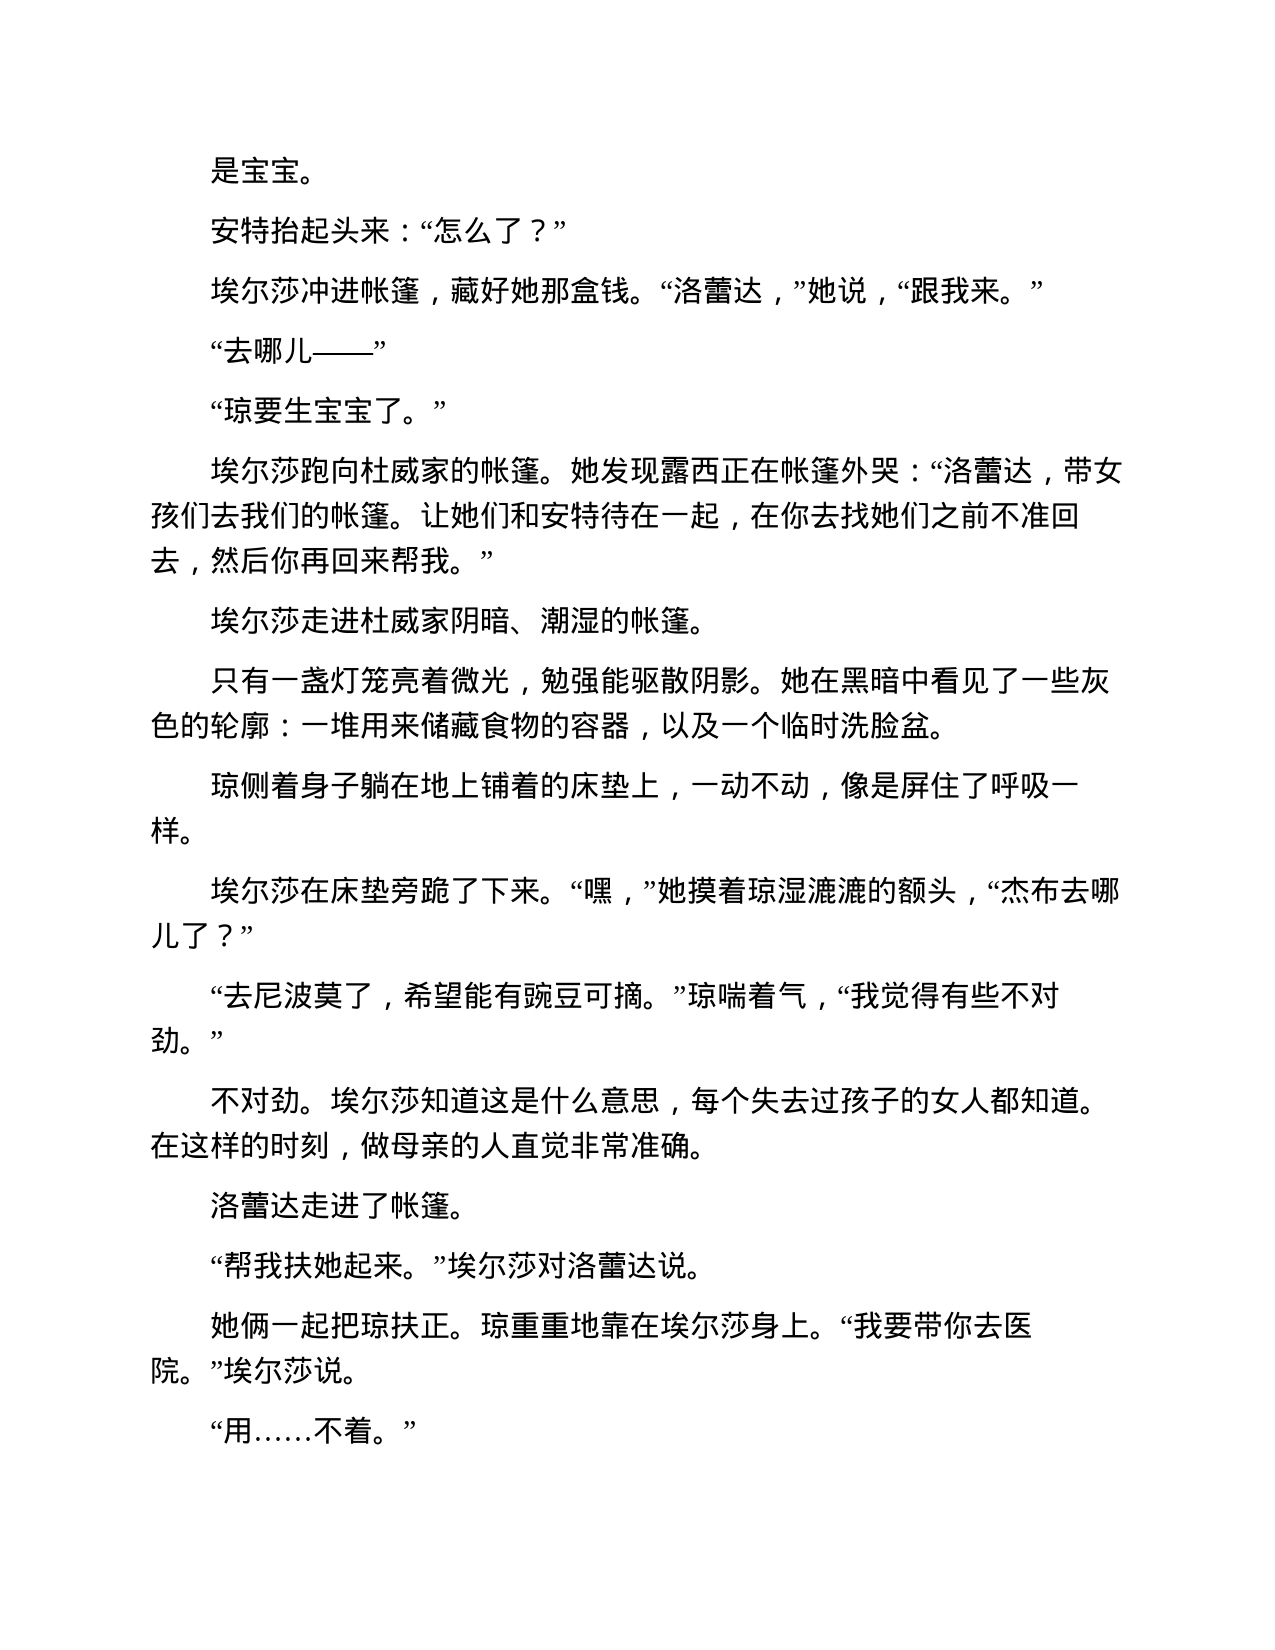 是宝宝。
安特抬起头来：“怎么了？”
埃尔莎冲进帐篷，藏好她那盒钱。“洛蕾达，”她说，“跟我来。”
“去哪儿——”
“琼要生宝宝了。”
埃尔莎跑向杜威家的帐篷。她发现露西正在帐篷外哭：“洛蕾达，带女
孩们去我们的帐篷。让她们和安特待在一起，在你去找她们之前不准回
去，然后你再回来帮我。”
埃尔莎走进杜威家阴暗、潮湿的帐篷。
只有一盏灯笼亮着微光，勉强能驱散阴影。她在黑暗中看见了一些灰
色的轮廓：一堆用来储藏食物的容器，以及一个临时洗脸盆。
琼侧着身子躺在地上铺着的床垫上，一动不动，像是屏住了呼吸一
样。
埃尔莎在床垫旁跪了下来。“嘿，”她摸着琼湿漉漉的额头，“杰布去哪
儿了？”
“去尼波莫了，希望能有豌豆可摘。”琼喘着气，“我觉得有些不对
劲。”
不对劲。埃尔莎知道这是什么意思，每个失去过孩子的女人都知道。
在这样的时刻，做母亲的人直觉非常准确。
洛蕾达走进了帐篷。
“帮我扶她起来。”埃尔莎对洛蕾达说。
她俩一起把琼扶正。琼重重地靠在埃尔莎身上。“我要带你去医
院。”埃尔莎说。
“用……不着。”